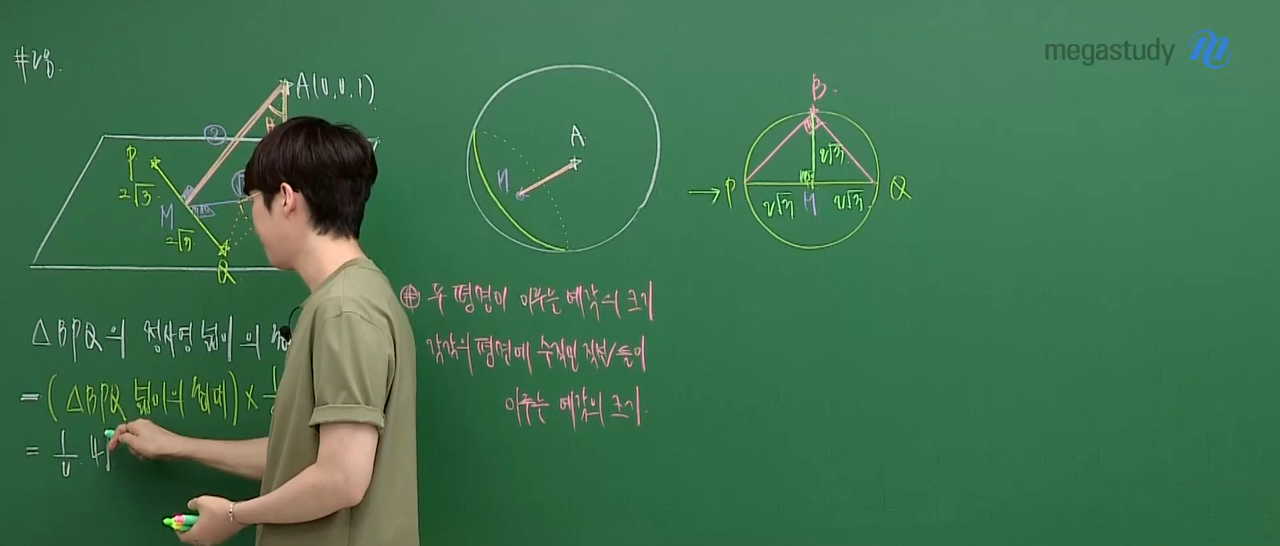 megastudy
#28.
A(0,0,1)
②
P
2√3
M
2√3
Q
A
M
B.
2√3
P
2√3
M
2√3
Q
# 두 평면이 이루는 예각의 크기
각각의 평면에 수직인 직선들이
이루는 예각의 크기.
△BPQ의 정사영 넓이의
= (△BPQ 넓이의 최대) ×
= 1/2 · 4